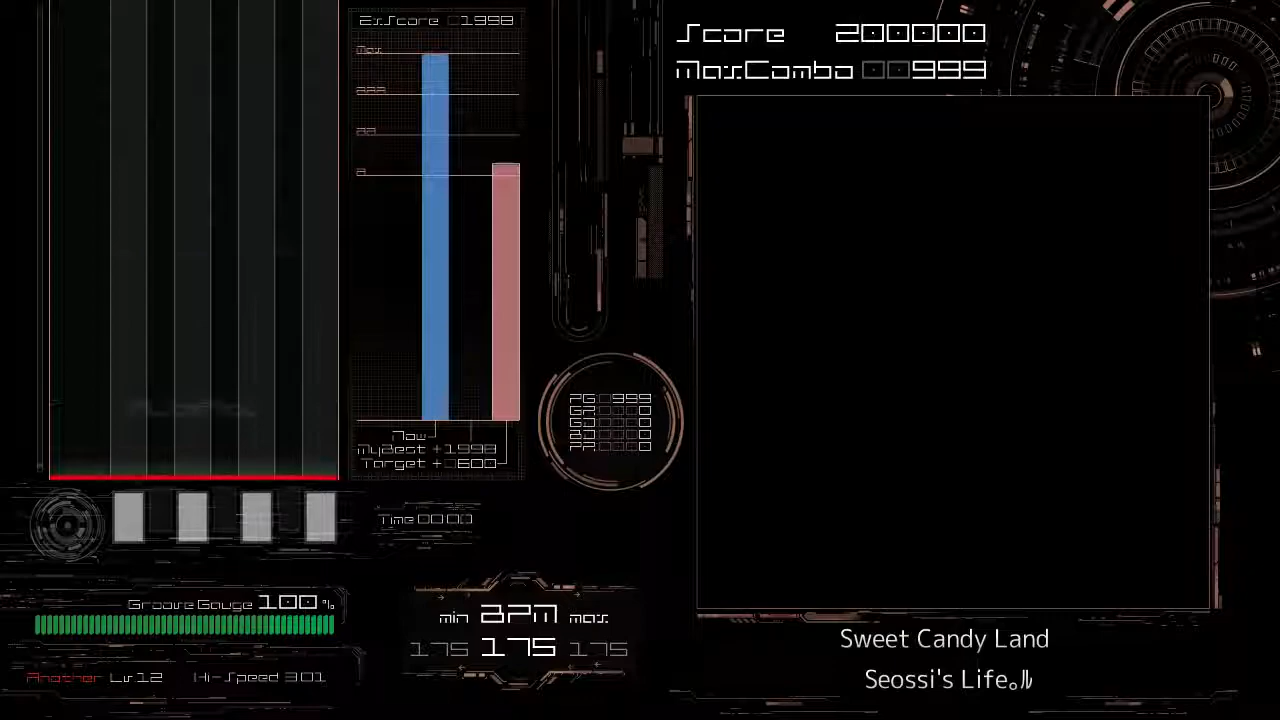 ExScore 01998
Max
AAA
AA
A
Now
MyBest +1998
Target +0600
Score 200000
MaxCombo 00999
PG:0999
GR:0000
GD:0000
BD:0000
PR:0000
Time 00:00
GrooveGauge 100%
Another Lv12 Hi-Speed 3.01
min BPM max
175 175 175
Sweet Candy Land
Seossi's Life。ル